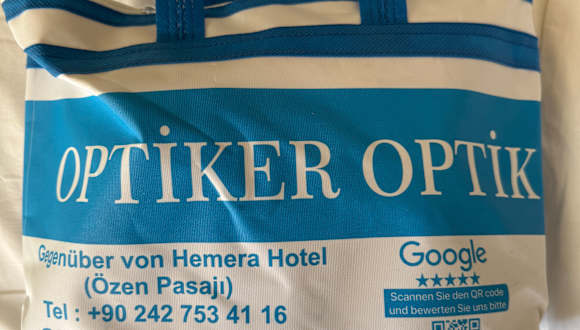 OPTİKER OPTİK
Gegenüber von Hemera Hotel
(Özen Pasajı)
Tel : +90 242 753 41 16
Google
Scannen Sie den QR code
und bewerten Sie uns bitte